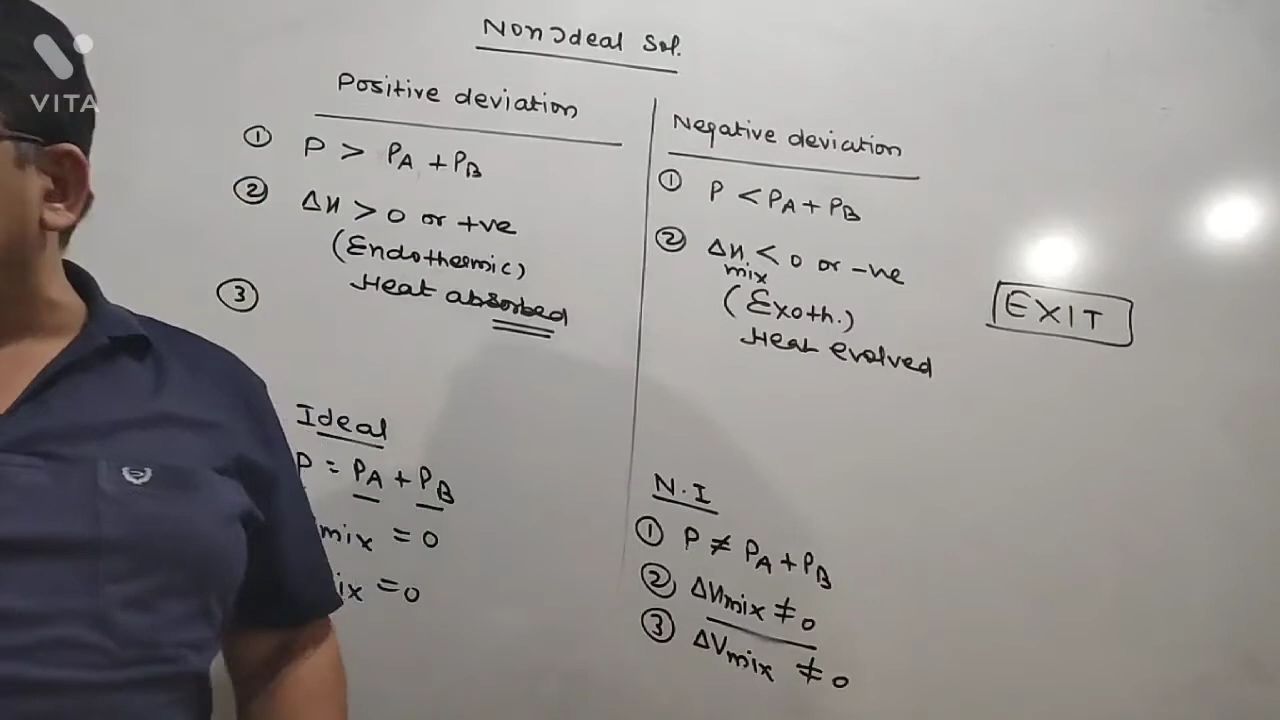 VITA
Non Ideal Sol.
Positive deviation
① P > PA + PB
② ΔH > 0 or +ve
(Endothermic)
Heat absorbed
③
Negative deviation
① P < PA + PB
② ΔH mix < 0 or -ve
(Exoth.)
Heat evolved
EXIT
Ideal
P = PA + PB
mix = 0
ix = 0
N.I
① P ≠ PA + PB
② ΔHmix ≠ 0
③ ΔVmix ≠ 0